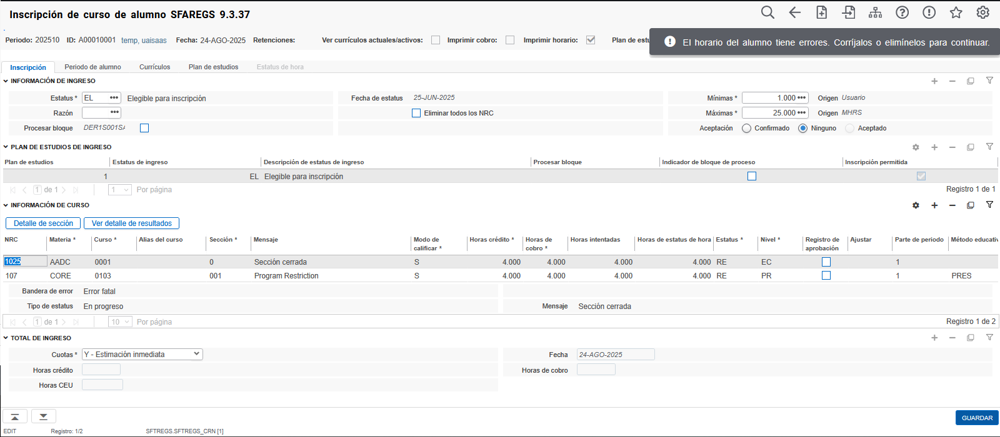 Inscripción de curso de alumno SFAREGS 9.3.37
Periodo: 202510 ID: A00010001 temp, uaisaas Fecha: 24-AGO-2025 Retenciones: Ver currículos actuales/activos: Imprimir cobro: Imprimir horario: Plan de estu
El horario del alumno tiene errores. Corríjalos o elimínelos para continuar.
Inscripción Periodo de alumno Currículos Plan de estudios Estatus de hora
INFORMACIÓN DE INGRESO
Estatus * EL ••• Elegible para inscripción Fecha de estatus 25-JUN-2025 Mínimas * 1.000 ••• Origen Usuario
Razón ••• Eliminar todos los NRC Máximas * 25.000 ••• Origen MHRS
Procesar bloque DER1S001SA Aceptación Confirmado Ninguno Aceptado
PLAN DE ESTUDIOS DE INGRESO
Plan de estudios Estatus de ingreso Descripción de estatus de ingreso Procesar bloque Indicador de bloque de proceso Inscripción permitida
1 EL Elegible para inscripción
1 de 1 1 Por página Registro 1 de 1
INFORMACIÓN DE CURSO
Detalle de sección Ver detalle de resultados
NRC Materia * Curso * Alias del curso Sección * Mensaje Modo de calificar * Horas crédito * Horas de cobro * Horas intentadas Horas de estatus de hora Estatus * Nivel * Registro de aprobación Ajustar Parte de periodo Método educativ
1025 AADC 0001 0 Sección cerrada S 4.000 4.000 4.000 4.000 RE EC 1
107 CORE 0103 001 Program Restriction S 4.000 4.000 4.000 4.000 RE PR 1 PRES
Bandera de error Error fatal
Tipo de estatus En progreso Mensaje Sección cerrada
1 de 1 10 Por página Registro 1 de 2
TOTAL DE INGRESO
Cuotas * Y - Estimación inmediata Fecha 24-AGO-2025
Horas crédito Horas de cobro
Horas CEU
GUARDAR
EDIT Registro: 1/2 SFTREGS.SFTREGS_CRN [1]